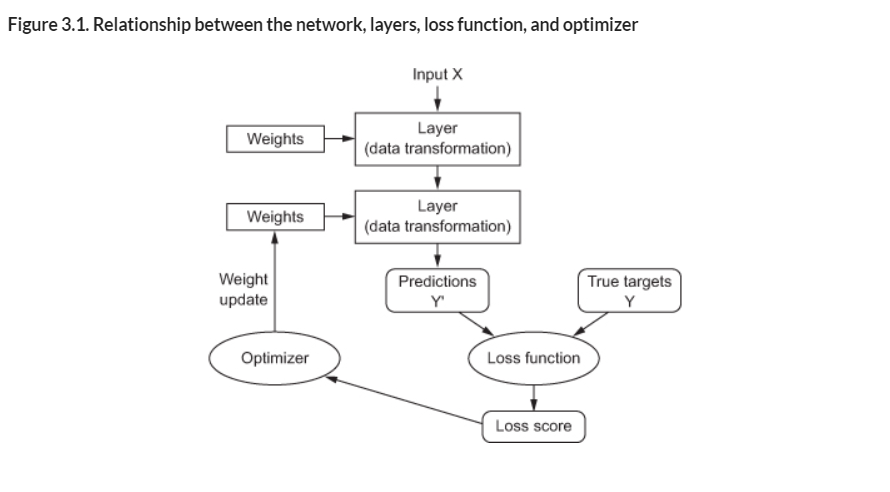 Figure 3.1. Relationship between the network, layers, loss function, and optimizer
Input X
Weights
Layer
(data transformation)
Weights
Layer
(data transformation)
Weight
update
Predictions
Y'
True targets
Y
Optimizer
Loss function
Loss score